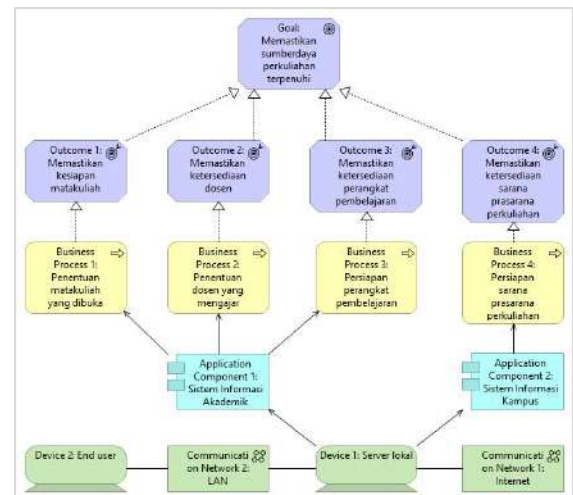 Goal:
Memastikan
sumberdaya
perkuliahan
terpenuhi
Outcome 1:
Memastikan
kesiapan
matakuliah
Outcome 2:
Memastikan
ketersediaan
dosen
Outcome 3:
Memastikan
ketersediaan
perangkat
pembelajaran
Outcome 4:
Memastikan
ketersediaan
sarana
prasarana
perkuliahan
Business
Process 1:
Penentuan
matakuliah
yang dibuka
Business
Process 2:
Penentuan
dosen yang
mengajar
Business
Process 3:
Persiapan
perangkat
pembelajaran
Business
Process 4:
Persiapan
sarana
prasarana
perkuliahan
Application
Component 1:
Sistem Informasi
Akademik
Application
Component 2:
Sistem Informasi
Kampus
Device 2: End user
Communicati
on Network 2:
LAN
Device 1: Server lokal
Communicati
on Network 1:
Internet